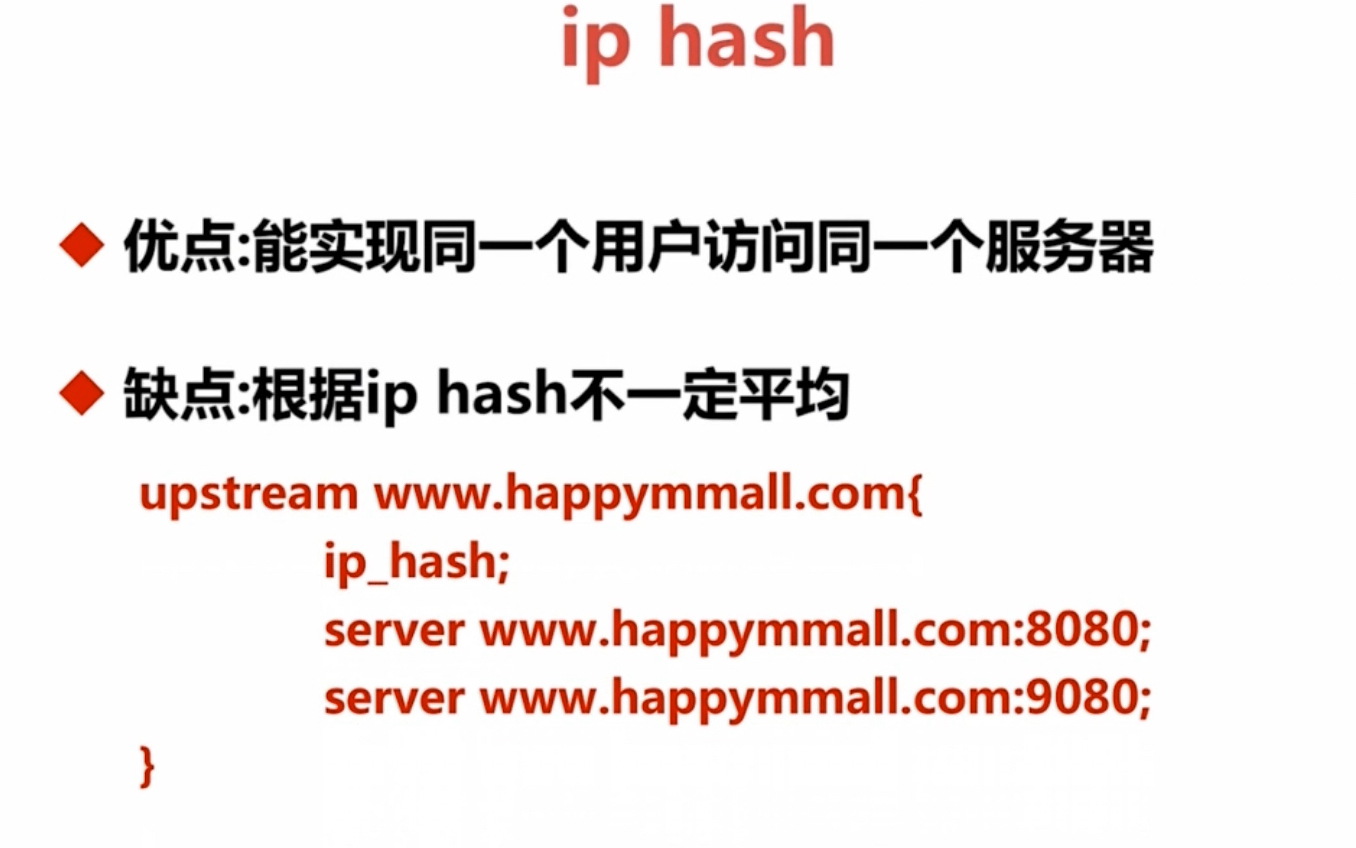 ip hash
优点:能实现同一个用户访问同一个服务器
缺点:根据ip hash不一定平均
upstream www.happymmall.com{
ip_hash;
server www.happymmall.com:8080;
server www.happymmall.com:9080;
}